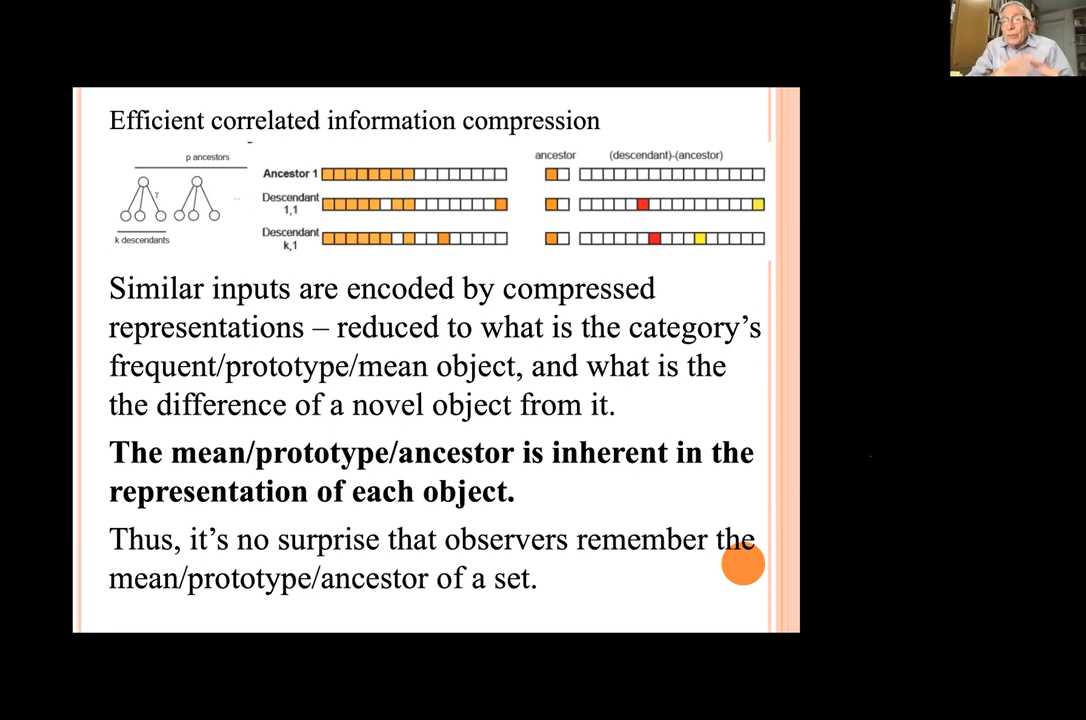 Efficient correlated information compression
p ancestors
ancestor
(descendant)-(ancestor)
Ancestor 1
γ
...
Descendant
1,1
Descendant
k,1
k descendants
Similar inputs are encoded by compressed
representations – reduced to what is the category’s
frequent/prototype/mean object, and what is the
the difference of a novel object from it.
The mean/prototype/ancestor is inherent in the
representation of each object.
Thus, it’s no surprise that observers remember the
mean/prototype/ancestor of a set.